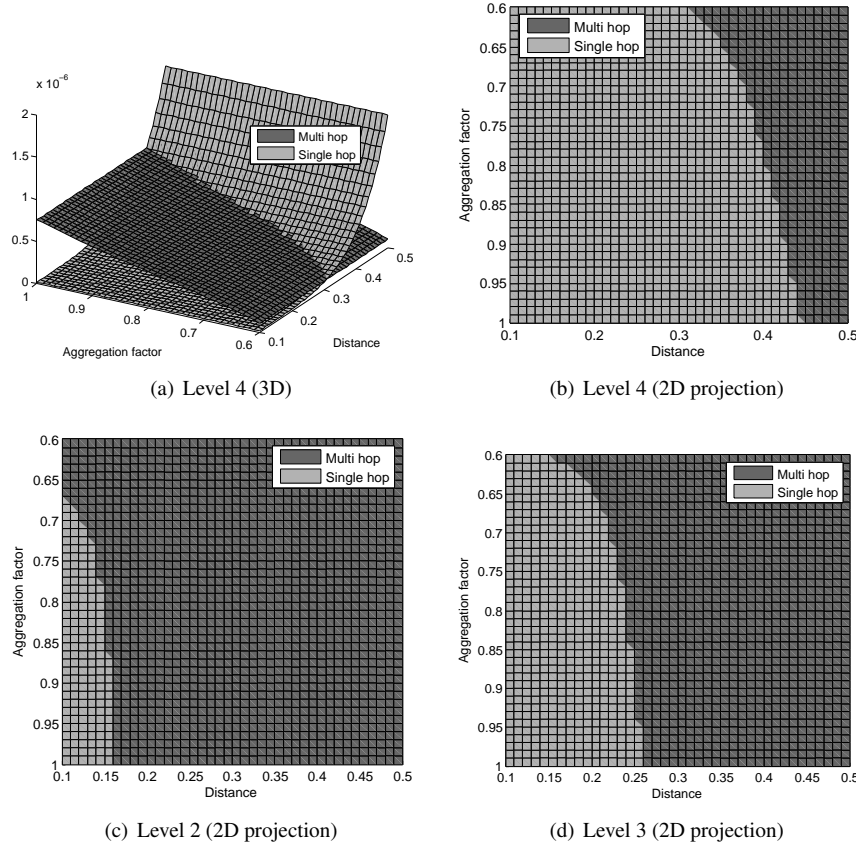 x 10⁻⁶
2
1.5
1
0.5
0
Multi hop
Single hop
1
0.9
0.8
0.7
0.6
Aggregation factor
0.1
0.2
0.3
0.4
0.5
Distance
(a) Level 4 (3D)
Multi hop
Single hop
0.6
0.65
0.7
0.75
0.8
0.85
0.9
0.95
1
Aggregation factor
0.1 0.2 0.3 0.4 0.5
Distance
(b) Level 4 (2D projection)
Multi hop
Single hop
0.6
0.65
0.7
0.75
0.8
0.85
0.9
0.95
1
Aggregation factor
0.1 0.15 0.2 0.25 0.3 0.35 0.4 0.45 0.5
Distance
(c) Level 2 (2D projection)
Multi hop
Single hop
0.6
0.65
0.7
0.75
0.8
0.85
0.9
0.95
1
Aggregation factor
0.1 0.15 0.2 0.25 0.3 0.35 0.4 0.45 0.5
Distance
(d) Level 3 (2D projection)